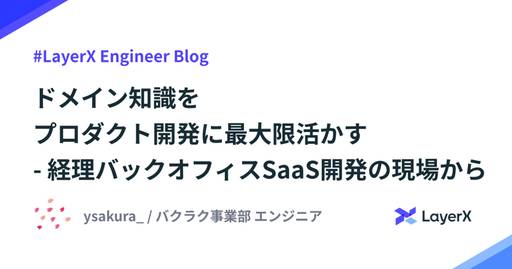 #LayerX Engineer Blog
ドメイン知識を
プロダクト開発に最大限活かす
- 経理バックオフィスSaaS開発の現場から
ysakura_ / バクラク事業部 エンジニア
LayerX